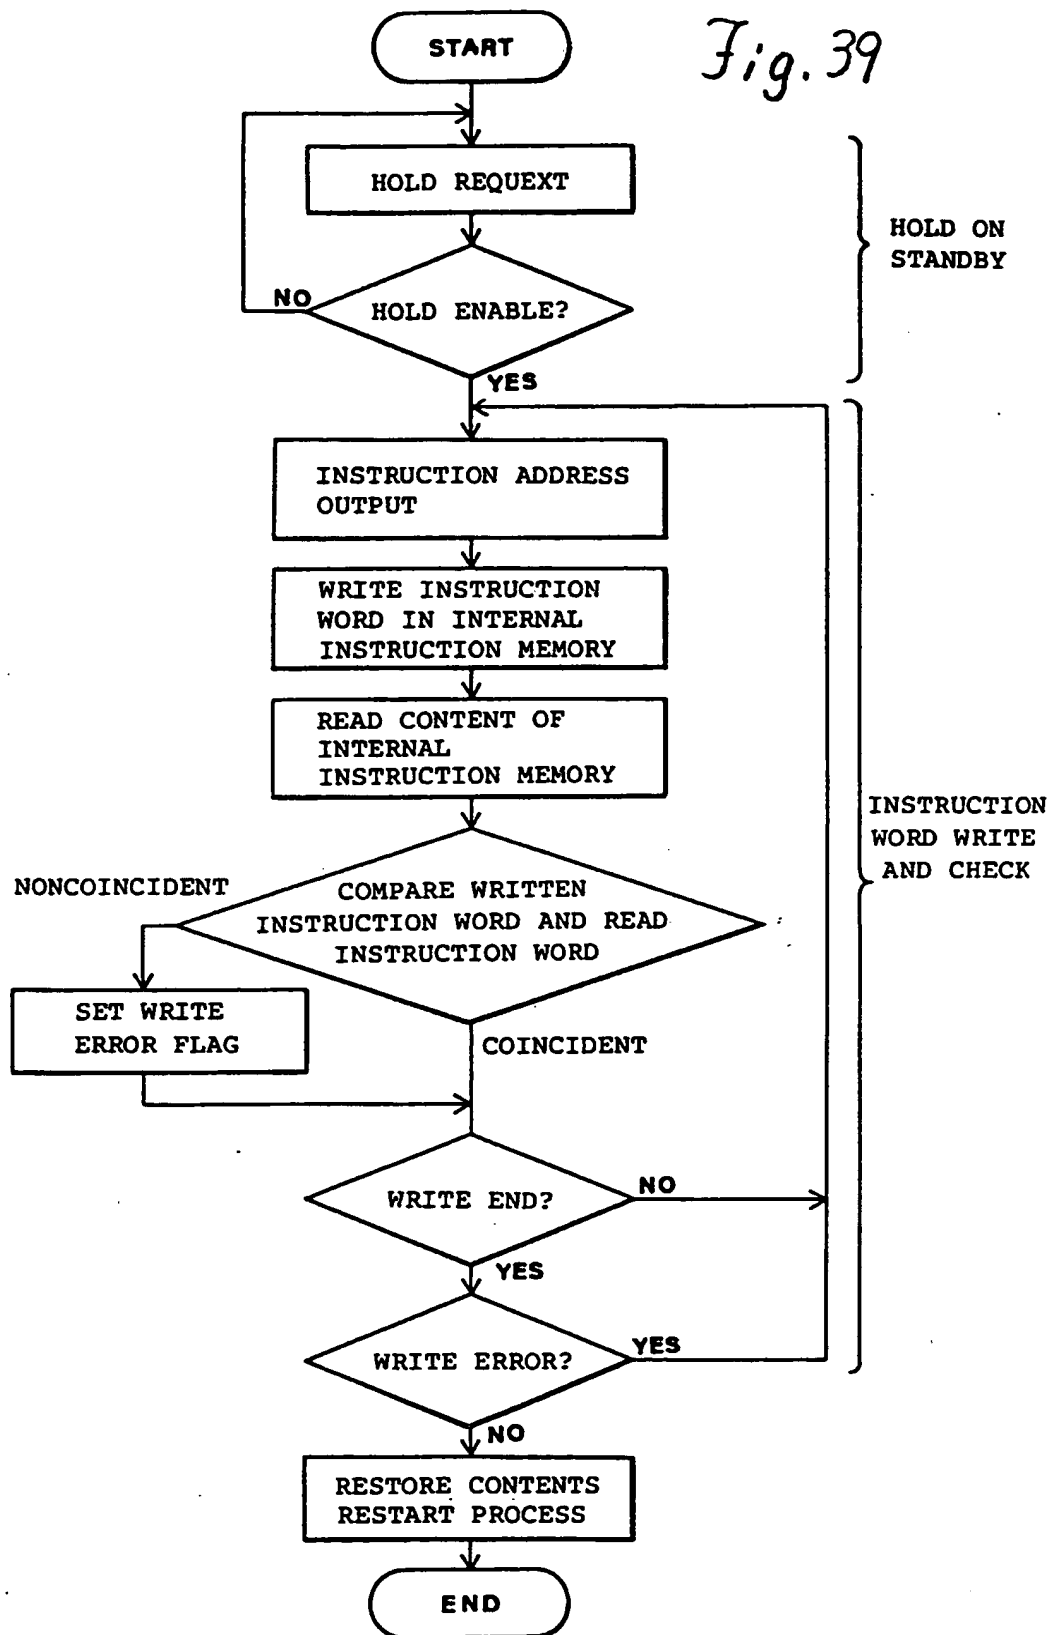 START
Fig. 39
HOLD REQUEXT
HOLD ON
STANDBY
NO
HOLD ENABLE?
YES
INSTRUCTION ADDRESS
OUTPUT
WRITE INSTRUCTION
WORD IN INTERNAL
INSTRUCTION MEMORY
READ CONTENT OF
INTERNAL
INSTRUCTION MEMORY
INSTRUCTION
WORD WRITE
AND CHECK
NONCOINCIDENT
COMPARE WRITTEN
INSTRUCTION WORD AND READ
INSTRUCTION WORD
SET WRITE
ERROR FLAG
COINCIDENT
WRITE END?
NO
YES
WRITE ERROR?
YES
NO
RESTORE CONTENTS
RESTART PROCESS
END